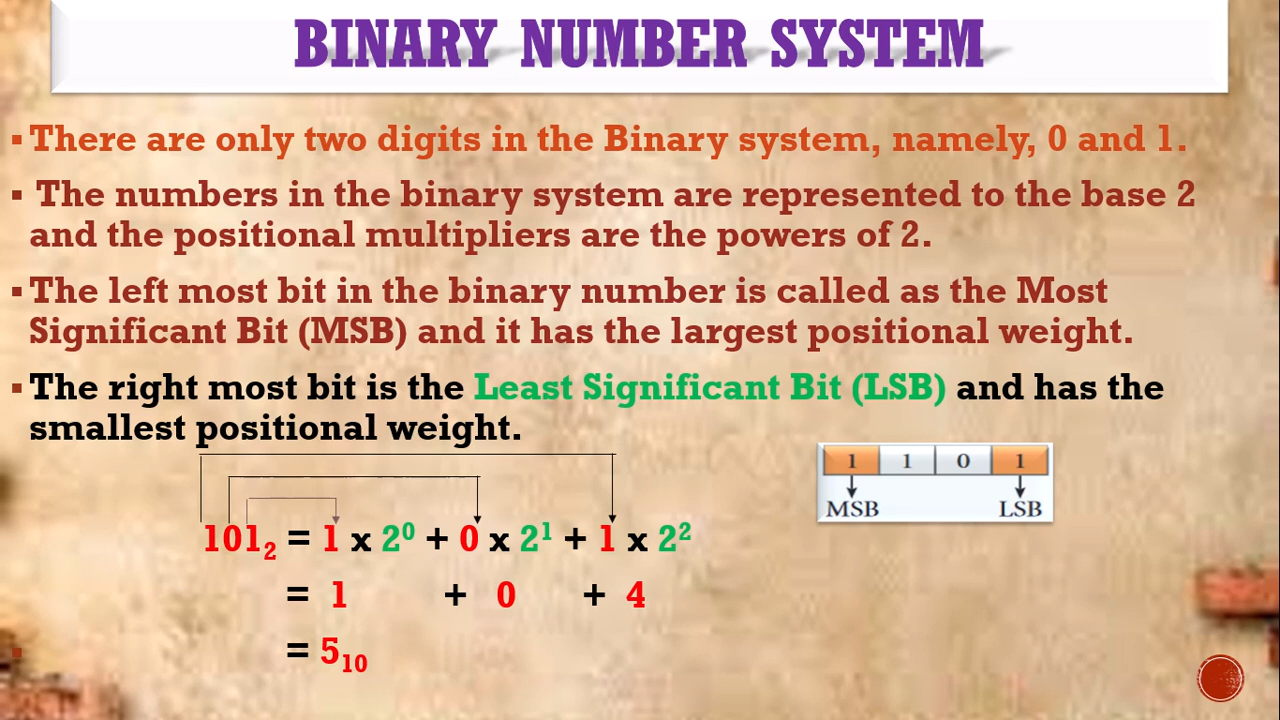 BINARY NUMBER SYSTEM
▪ There are only two digits in the Binary system, namely, 0 and 1.
▪ The numbers in the binary system are represented to the base 2
and the positional multipliers are the powers of 2.
▪ The left most bit in the binary number is called as the Most
Significant Bit (MSB) and it has the largest positional weight.
▪ The right most bit is the Least Significant Bit (LSB) and has the
smallest positional weight.
1 1 0 1
MSB LSB
101₂ = 1 x 2⁰ + 0 x 2¹ + 1 x 2²
= 1 + 0 + 4
= 5₁₀